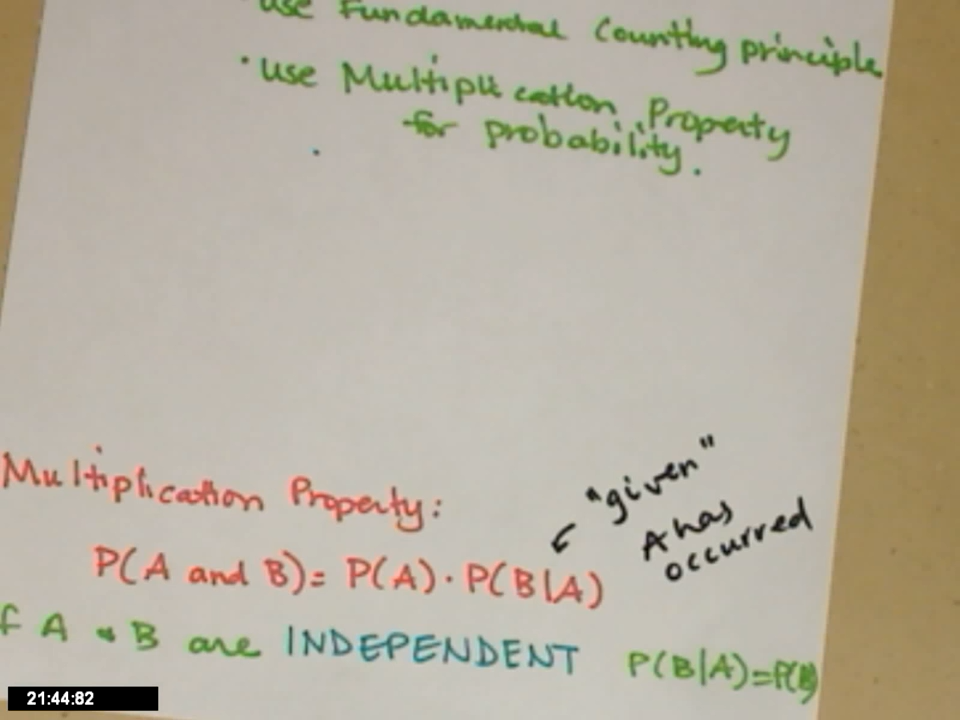 use Fundamental Counting principle
· use Multiplication Property
for probability.
Multiplication Property:
"given"
A has
occurred
P(A and B) = P(A) · P(B|A)
f A & B are INDEPENDENT P(B|A)=P(B)
21:44:82